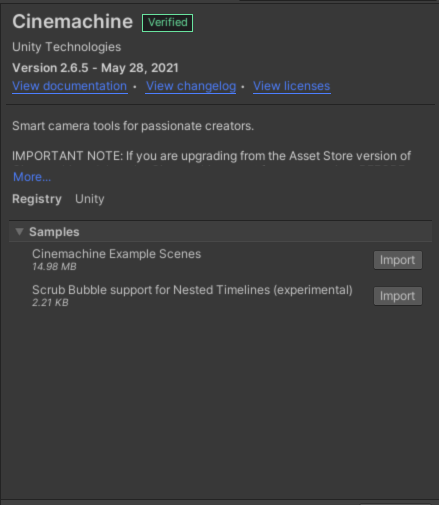 Cinemachine Verified
Unity Technologies
Version 2.6.5 - May 28, 2021
View documentation • View changelog • View licenses
Smart camera tools for passionate creators.
IMPORTANT NOTE: If you are upgrading from the Asset Store version of
More...
Registry Unity
Samples
Cinemachine Example Scenes
14.98 MB
Import
Scrub Bubble support for Nested Timelines (experimental)
2.21 KB
Import